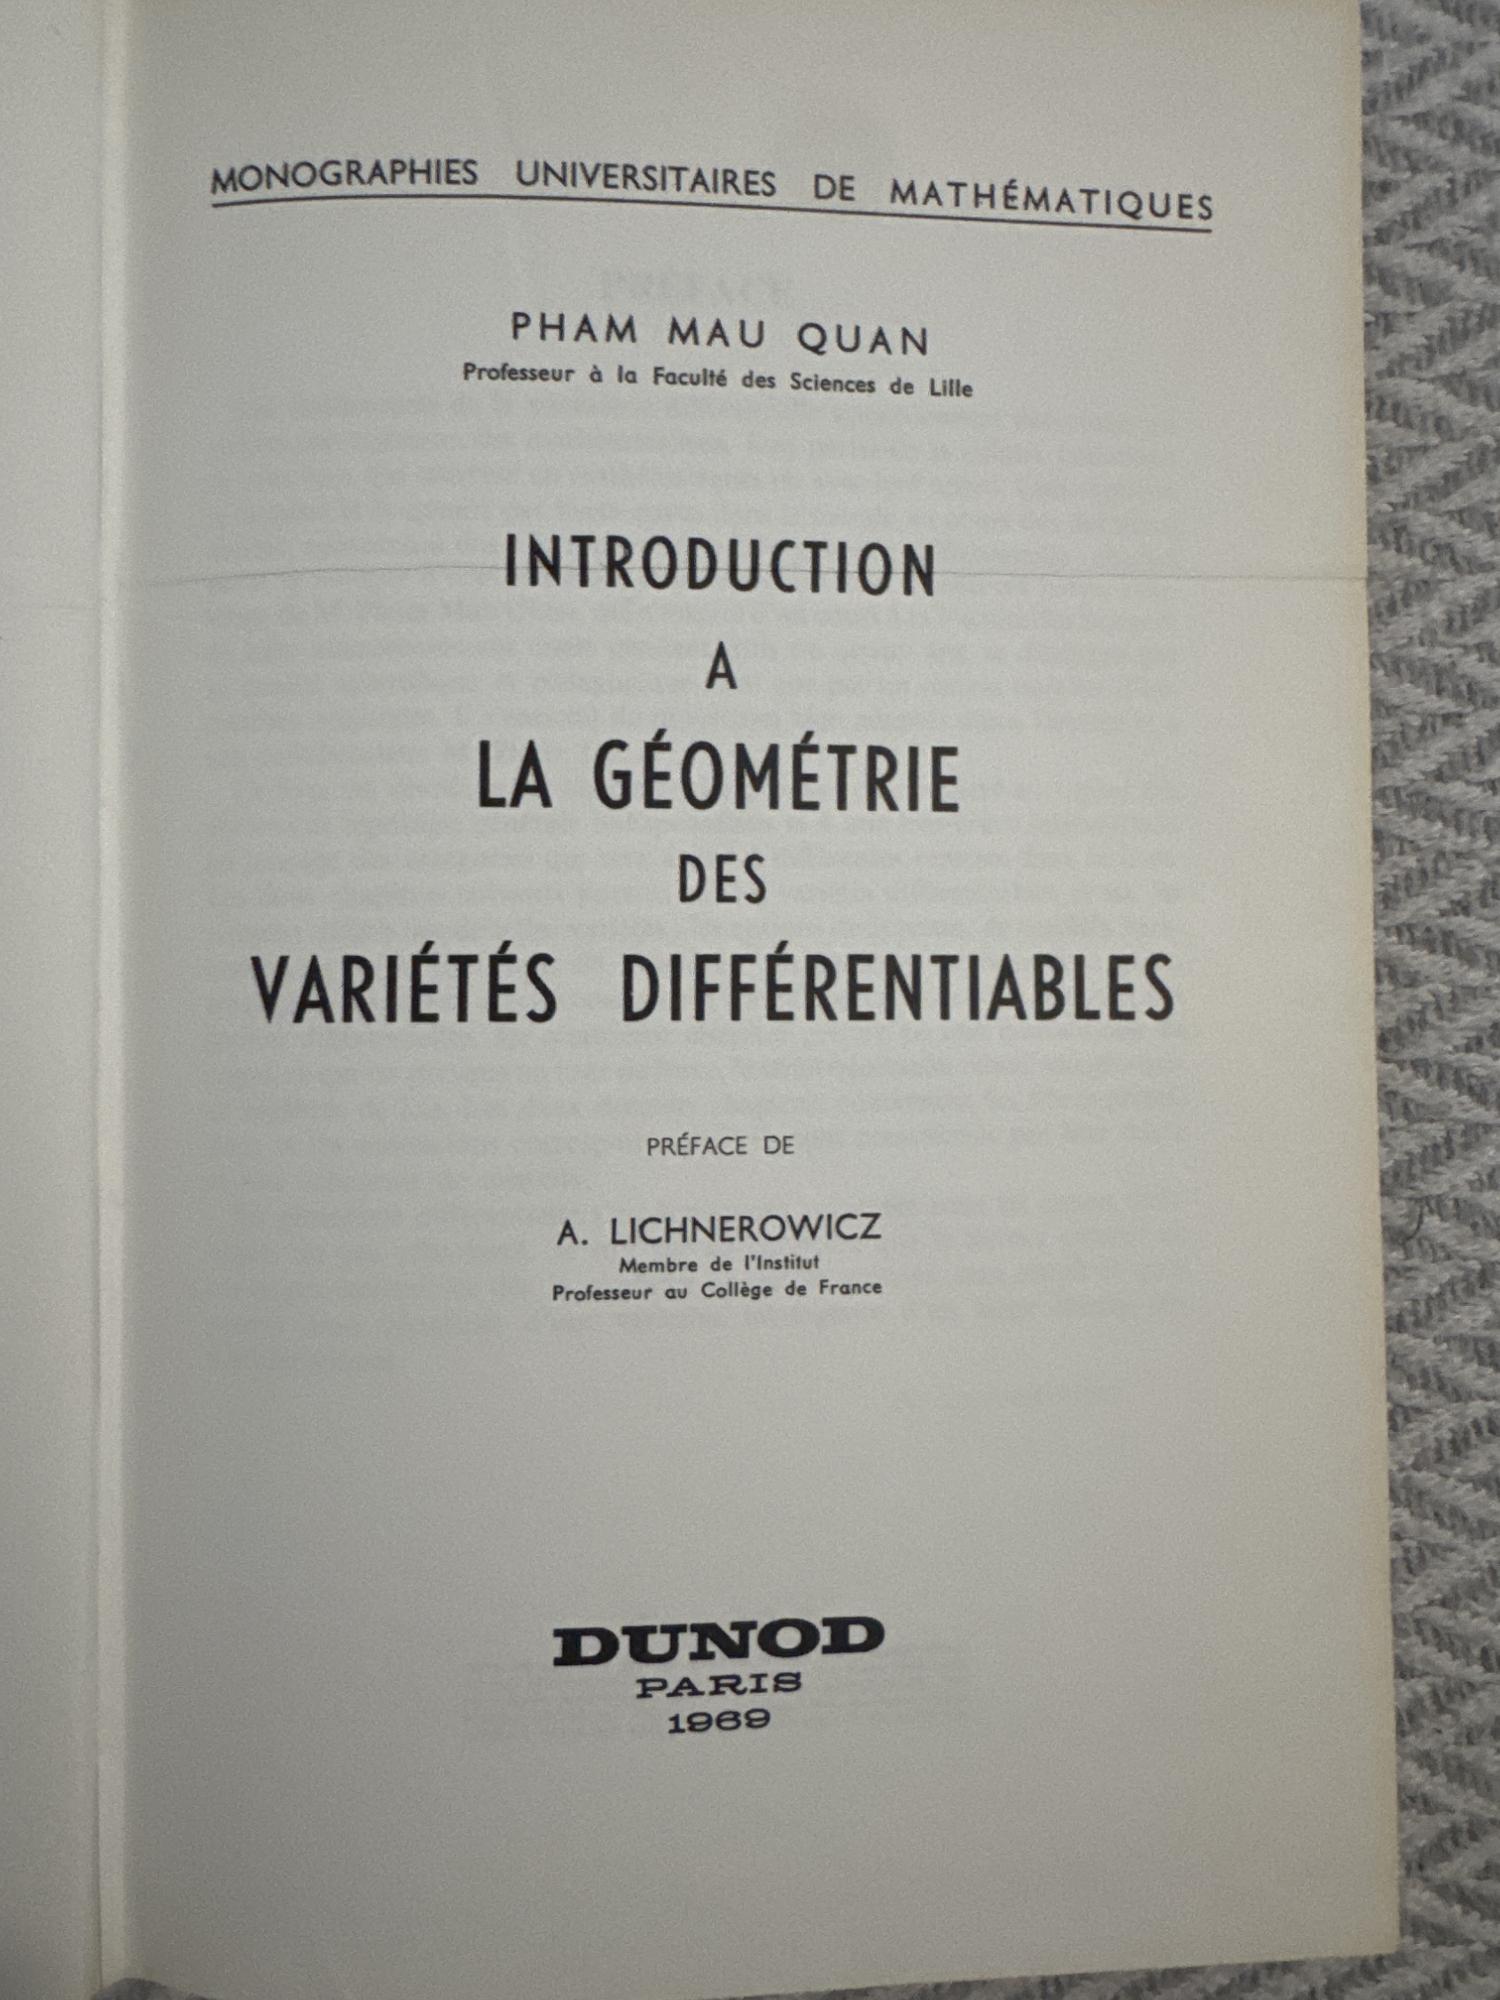 MONOGRAPHIES UNIVERSITAIRES DE MATHÉMATIQUES
PHAM MAU QUAN
Professeur à la Faculté des Sciences de Lille
INTRODUCTION
A
LA GÉOMÉTRIE
DES
VARIÉTÉS DIFFÉRENTIABLES
PRÉFACE DE
A. LICHNEROWICZ
Membre de l'Institut
Professeur au Collège de France
DUNOD
PARIS
1969